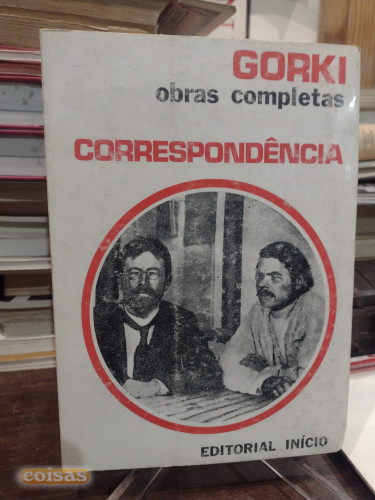 GORKI
obras completas
CORRESPONDÊNCIA
EDITORIAL INÍCIO
coisas